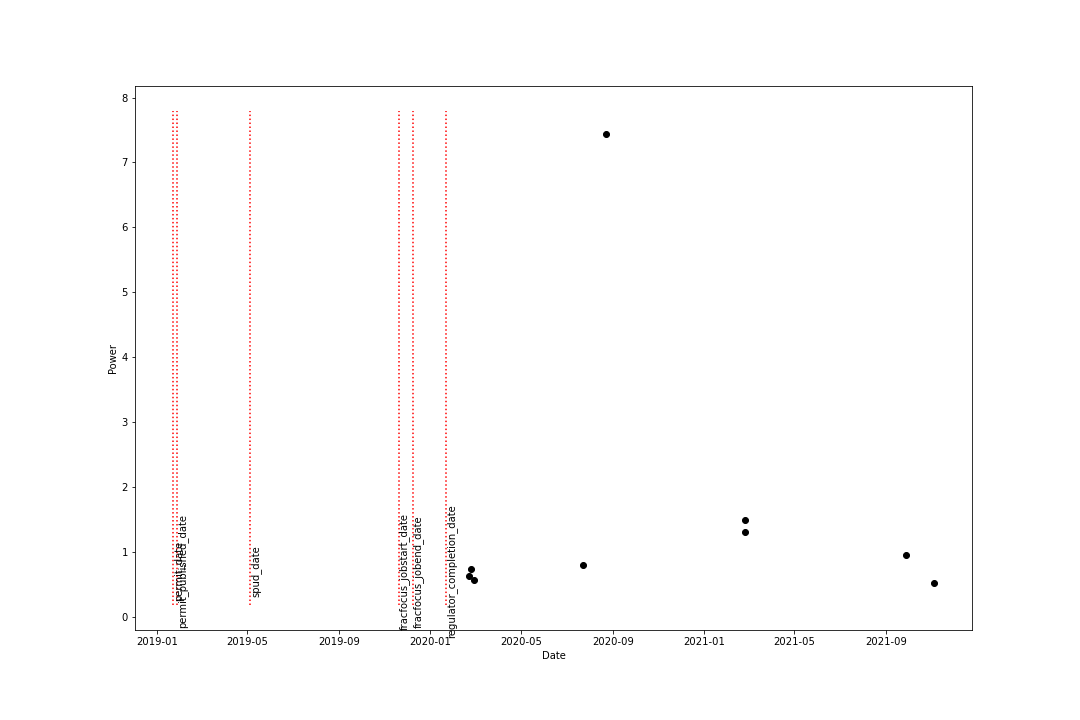 8
7
6
5
4
3
2
1
0
Power
permit_date
permit_published_date
spud_date
fracfocus_jobstart_date
fracfocus_jobend_date
regulator_completion_date
2019-01
2019-05
2019-09
2020-01
2020-05
2020-09
2021-01
2021-05
2021-09
Date